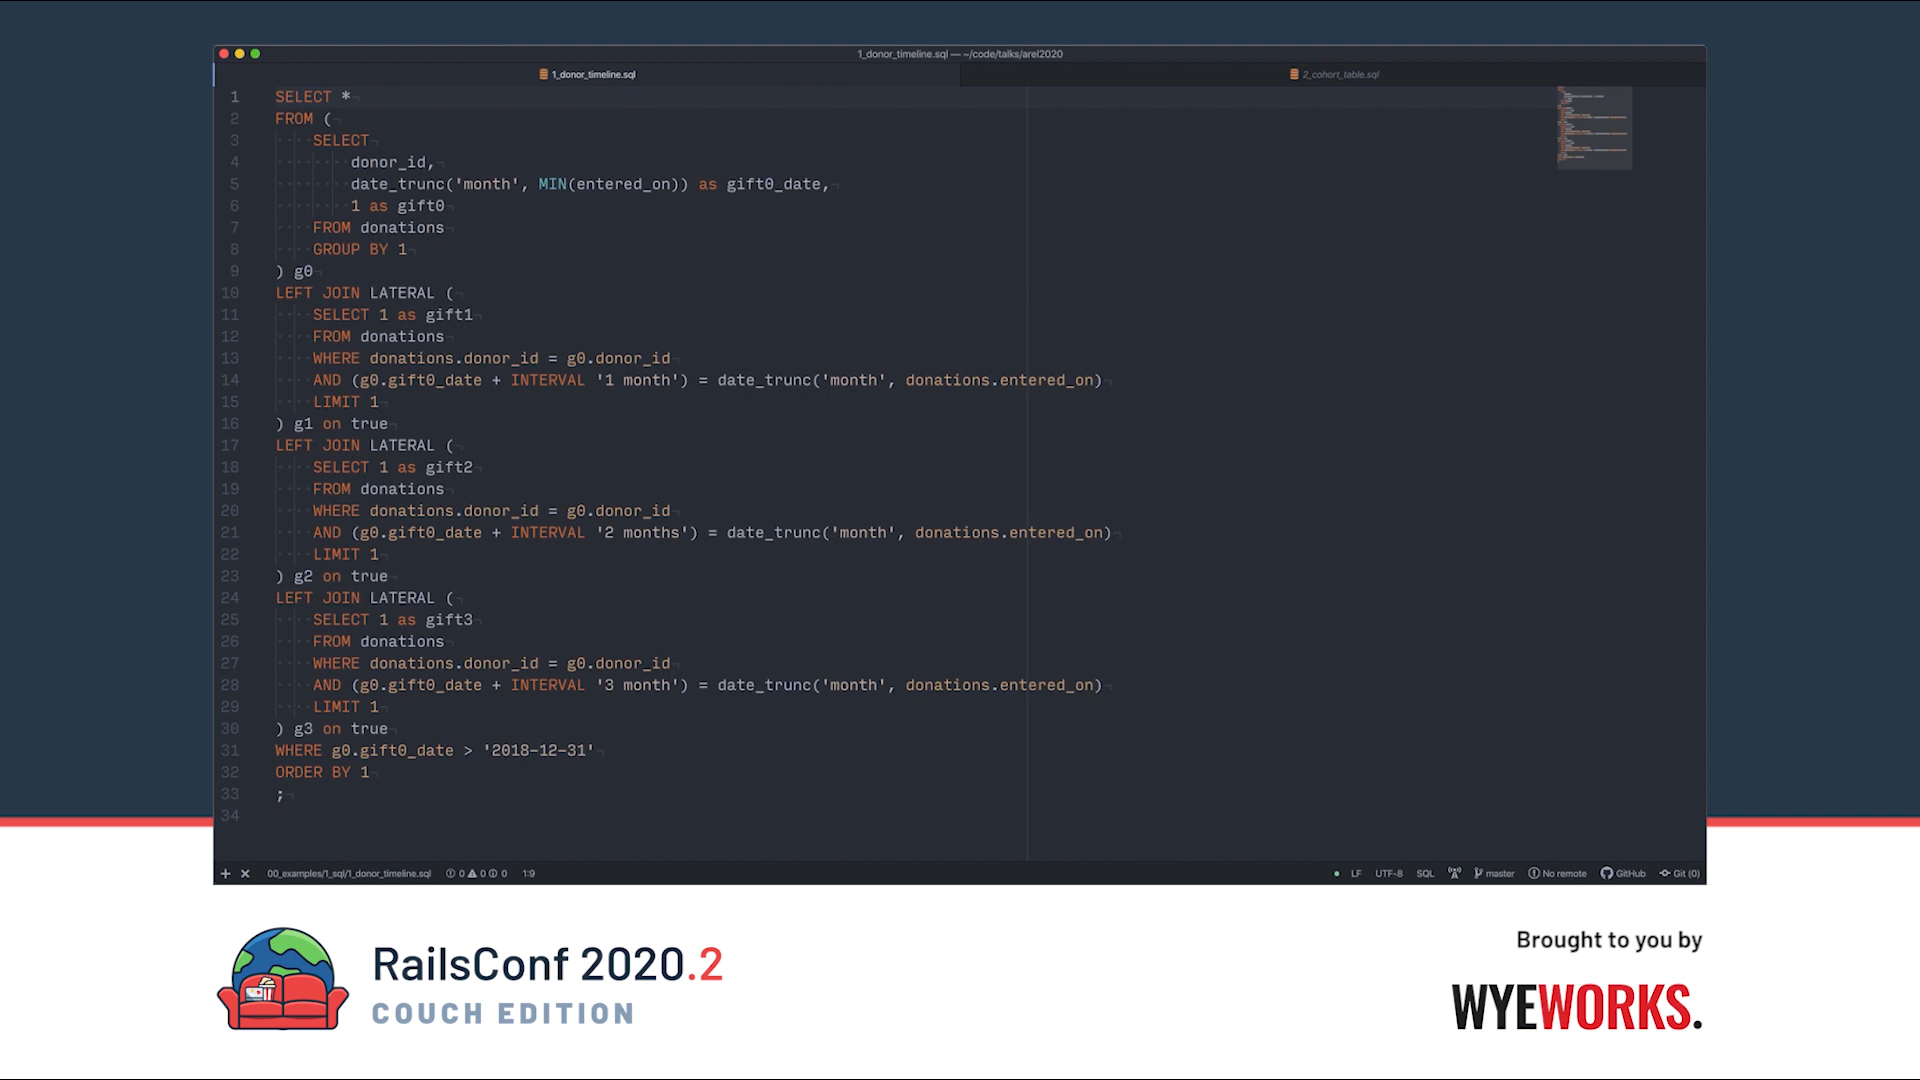 1_donor_timeline.sql — ~/code/talks/arel2020
1_donor_timeline.sql
2_cohort_table.sql
1 SELECT *
2 FROM (
3 SELECT
4 donor_id,
5 date_trunc('month', MIN(entered_on)) as gift0_date,
6 1 as gift0
7 FROM donations
8 GROUP BY 1
9 ) g0
10 LEFT JOIN LATERAL (
11 SELECT 1 as gift1
12 FROM donations
13 WHERE donations.donor_id = g0.donor_id
14 AND (g0.gift0_date + INTERVAL '1 month') = date_trunc('month', donations.entered_on)
15 LIMIT 1
16 ) g1 on true
17 LEFT JOIN LATERAL (
18 SELECT 1 as gift2
19 FROM donations
20 WHERE donations.donor_id = g0.donor_id
21 AND (g0.gift0_date + INTERVAL '2 months') = date_trunc('month', donations.entered_on)
22 LIMIT 1
23 ) g2 on true
24 LEFT JOIN LATERAL (
25 SELECT 1 as gift3
26 FROM donations
27 WHERE donations.donor_id = g0.donor_id
28 AND (g0.gift0_date + INTERVAL '3 month') = date_trunc('month', donations.entered_on)
29 LIMIT 1
30 ) g3 on true
31 WHERE g0.gift0_date > '2018-12-31'
32 ORDER BY 1
33 ;
34
00_examples/1_sql/1_donor_timeline.sql 0 0 0 1:9 LF UTF-8 SQL master No remote GitHub Git (0)
RailsConf 2020.2
COUCH EDITION
Brought to you by
WYEWORKS.